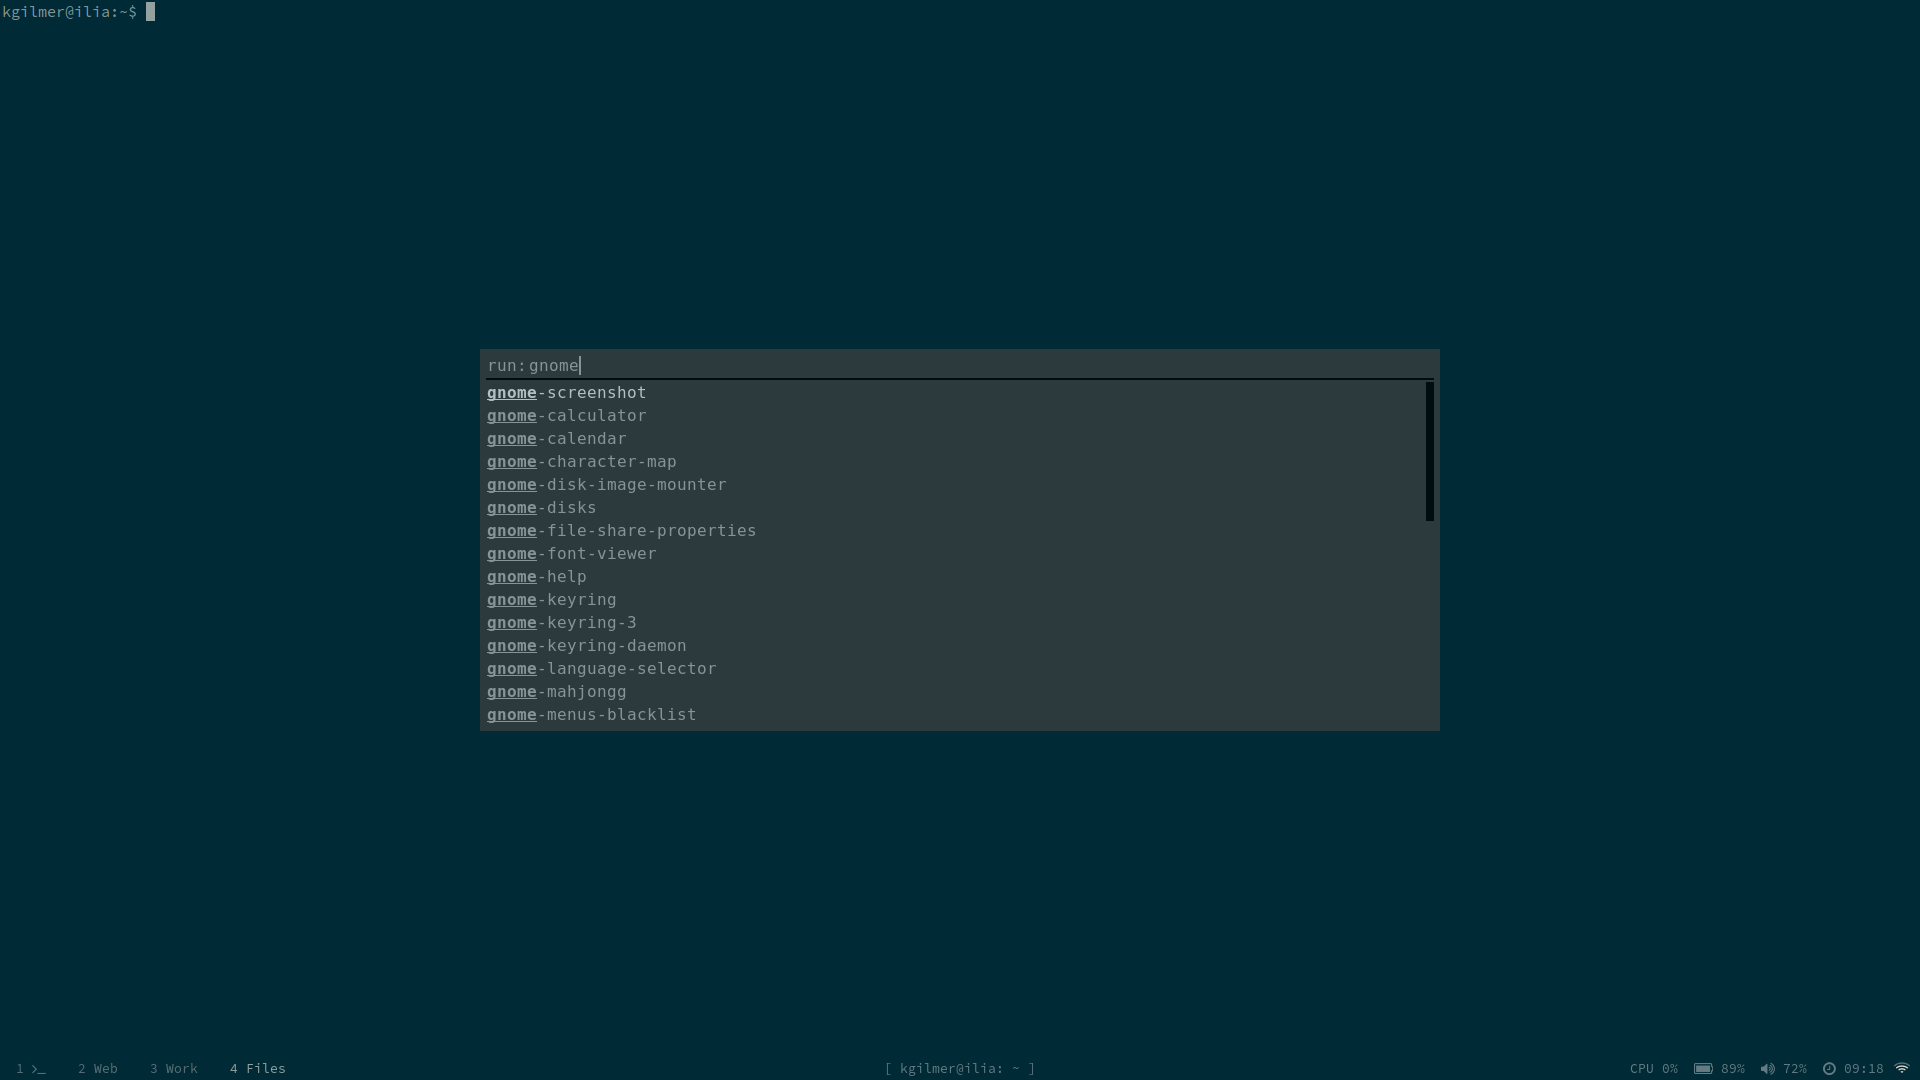 kgilmer@ilia:~$
run: gnome
gnome-screenshot
gnome-calculator
gnome-calendar
gnome-character-map
gnome-disk-image-mounter
gnome-disks
gnome-file-share-properties
gnome-font-viewer
gnome-help
gnome-keyring
gnome-keyring-3
gnome-keyring-daemon
gnome-language-selector
gnome-mahjongg
gnome-menus-blacklist
1 >_ 2 Web 3 Work 4 Files [ kgilmer@ilia: ~ ] CPU 0% 89% 72% 09:18